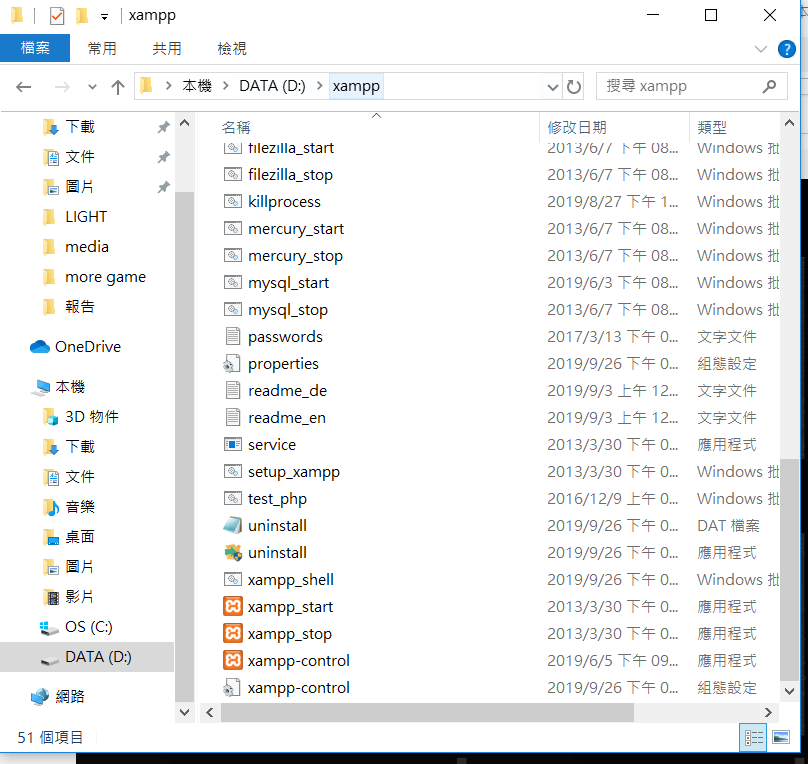 xampp
檔案 常用 共用 檢視 ?
本機 DATA (D:) xampp 搜尋 xampp
下載
文件
圖片
LIGHT
media
more game
報告
OneDrive
本機
3D 物件
下載
文件
音樂
桌面
圖片
影片
OS (C:)
DATA (D:)
網路
名稱 修改日期 類型
filezilla_start 2013/6/7 下午 08... Windows 批
filezilla_stop 2013/6/7 下午 08... Windows 批
killprocess 2019/8/27 下午 1... Windows 批
mercury_start 2013/6/7 下午 08... Windows 批
mercury_stop 2013/6/7 下午 08... Windows 批
mysql_start 2019/6/3 下午 08... Windows 批
mysql_stop 2013/6/7 下午 08... Windows 批
passwords 2017/3/13 下午 0... 文字文件
properties 2019/9/26 下午 0... 組態設定
readme_de 2019/9/3 上午 12... 文字文件
readme_en 2019/9/3 上午 12... 文字文件
service 2013/3/30 下午 0... 應用程式
setup_xampp 2013/3/30 下午 0... Windows 批
test_php 2016/12/9 上午 0... Windows 批
uninstall 2019/9/26 下午 0... DAT 檔案
uninstall 2019/9/26 下午 0... 應用程式
xampp_shell 2019/9/26 下午 0... Windows 批
xampp_start 2013/3/30 下午 0... 應用程式
xampp_stop 2013/3/30 下午 0... 應用程式
xampp-control 2019/6/5 下午 09... 應用程式
xampp-control 2019/9/26 下午 0... 組態設定
51 個項目